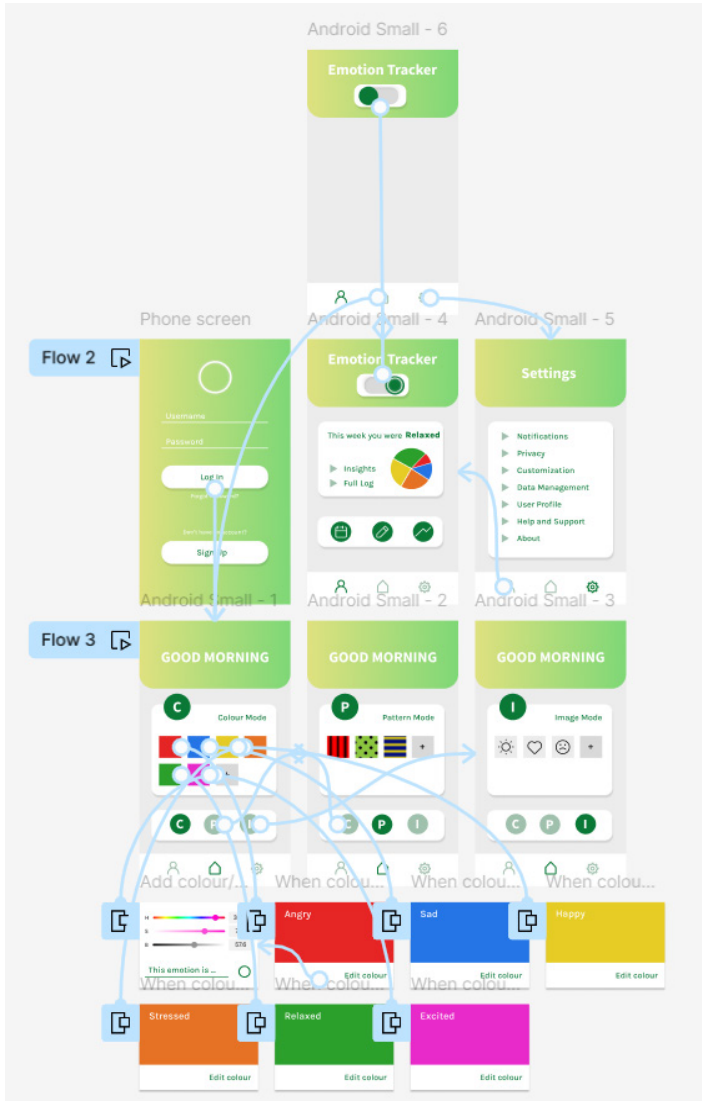 Android Small - 6
Emotion Tracker
Phone screen
Android Small - 4
Android Small - 5
Flow 2
Username
Password
Log In
Sign Up
Emotion Tracker
This week you were Relaxed
Insights
Full Log
Settings
Notifications
Privacy
Customization
Data Management
User Profile
Help and Support
About
Android Small - 1
Android Small - 2
Android Small - 3
Flow 3
GOOD MORNING
C
Colour Mode
C P I
GOOD MORNING
P
Pattern Mode
+
C P I
GOOD MORNING
I
Image Mode
+
C P I
Add colour/...
When colou...
When colou...
When colou...
H
S
B
This emotion is ...
Angry
Edit colour
Sad
Edit colour
Happy
Edit colour
When colou...
When colou...
When colou...
Stressed
Edit colour
Relaxed
Edit colour
Excited
Edit colour